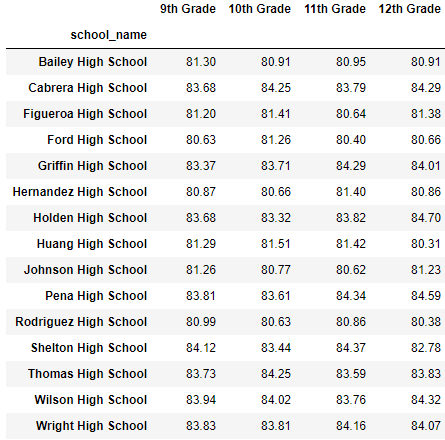 9th Grade 10th Grade 11th Grade 12th Grade
school_name
Bailey High School 81.30 80.91 80.95 80.91
Cabrera High School 83.68 84.25 83.79 84.29
Figueroa High School 81.20 81.41 80.64 81.38
Ford High School 80.63 81.26 80.40 80.66
Griffin High School 83.37 83.71 84.29 84.01
Hernandez High School 80.87 80.66 81.40 80.86
Holden High School 83.68 83.32 83.82 84.70
Huang High School 81.29 81.51 81.42 80.31
Johnson High School 81.26 80.77 80.62 81.23
Pena High School 83.81 83.61 84.34 84.59
Rodriguez High School 80.99 80.63 80.86 80.38
Shelton High School 84.12 83.44 84.37 82.78
Thomas High School 83.73 84.25 83.59 83.83
Wilson High School 83.94 84.02 83.76 84.32
Wright High School 83.83 83.81 84.16 84.07